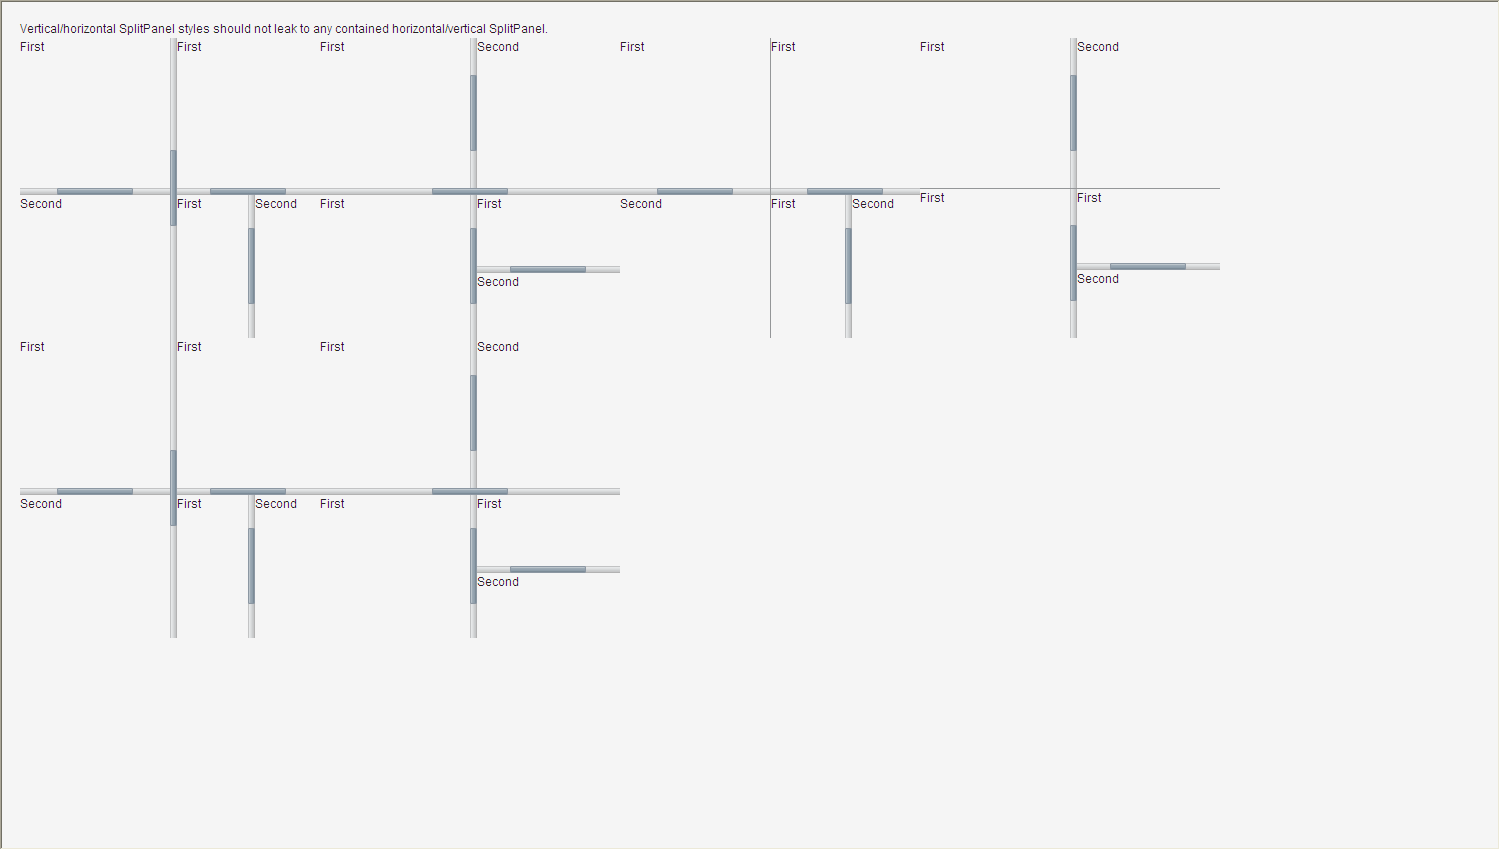 Vertical/horizontal SplitPanel styles should not leak to any contained horizontal/vertical SplitPanel.
First First First Second First First First Second
Second First Second First First Second First Second First First
Second Second
First First First Second
Second First Second First First
Second